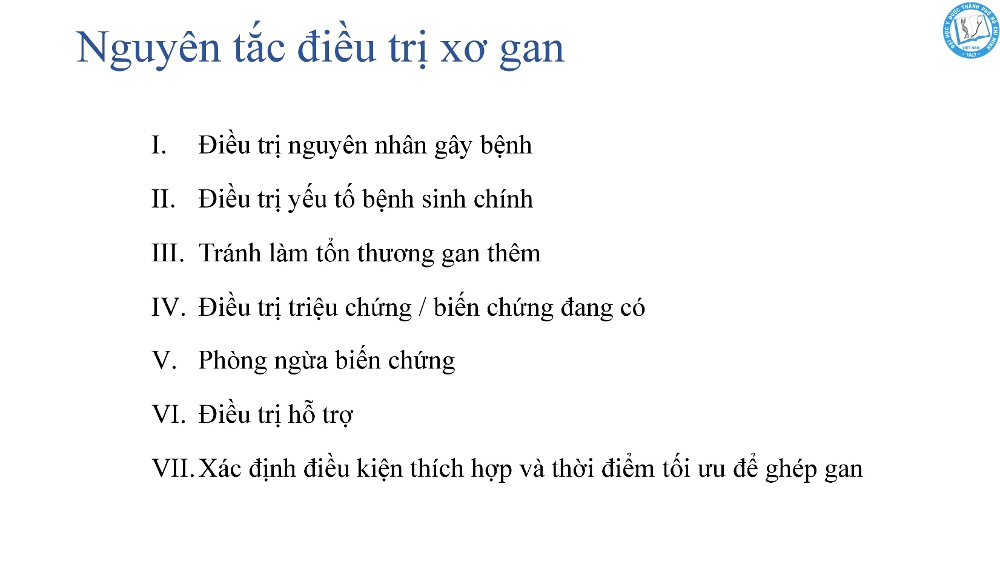 Nguyên tắc điều trị xơ gan
ĐẠI HỌC Y DƯỢC THÀNH PHỐ HỒ CHÍ MINH
VIỆT NAM
1947
I. Điều trị nguyên nhân gây bệnh
II. Điều trị yếu tố bệnh sinh chính
III. Tránh làm tổn thương gan thêm
IV. Điều trị triệu chứng / biến chứng đang có
V. Phòng ngừa biến chứng
VI. Điều trị hỗ trợ
VII. Xác định điều kiện thích hợp và thời điểm tối ưu để ghép gan